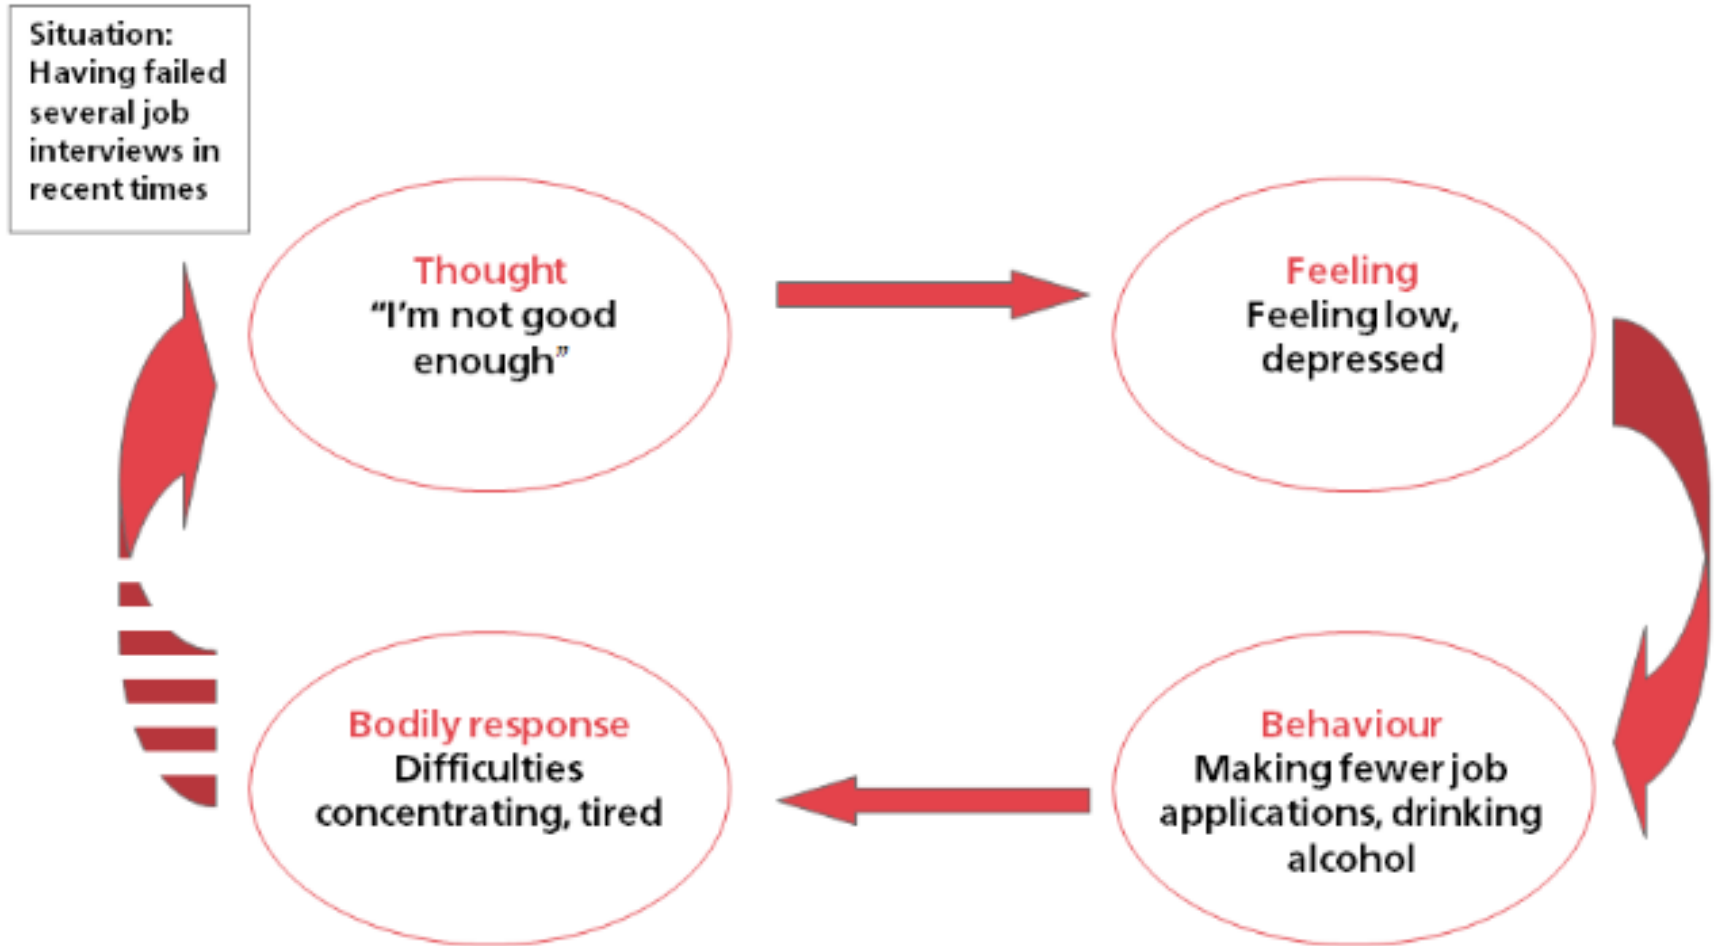 Situation:
Having failed
several job
interviews in
recent times
Thought
“I’m not good
enough”
Feeling
Feeling low,
depressed
Behaviour
Making fewer job
applications, drinking
alcohol
Bodily response
Difficulties
concentrating, tired